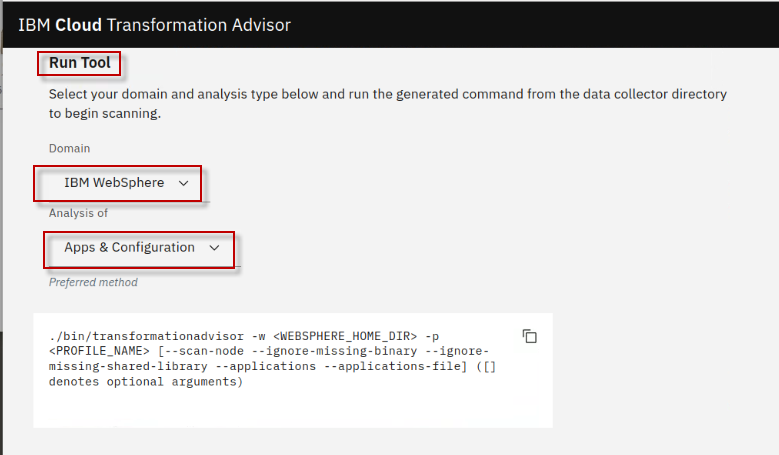 IBM Cloud Transformation Advisor
Run Tool
Select your domain and analysis type below and run the generated command from the data collector directory
to begin scanning.
Domain
IBM WebSphere
Analysis of
Apps & Configuration
Preferred method
./bin/transformationadvisor -w <WEBSPHERE_HOME_DIR> -p
<PROFILE_NAME> [--scan-node --ignore-missing-binary --ignore-
missing-shared-library --applications --applications-file] ([]
denotes optional arguments)